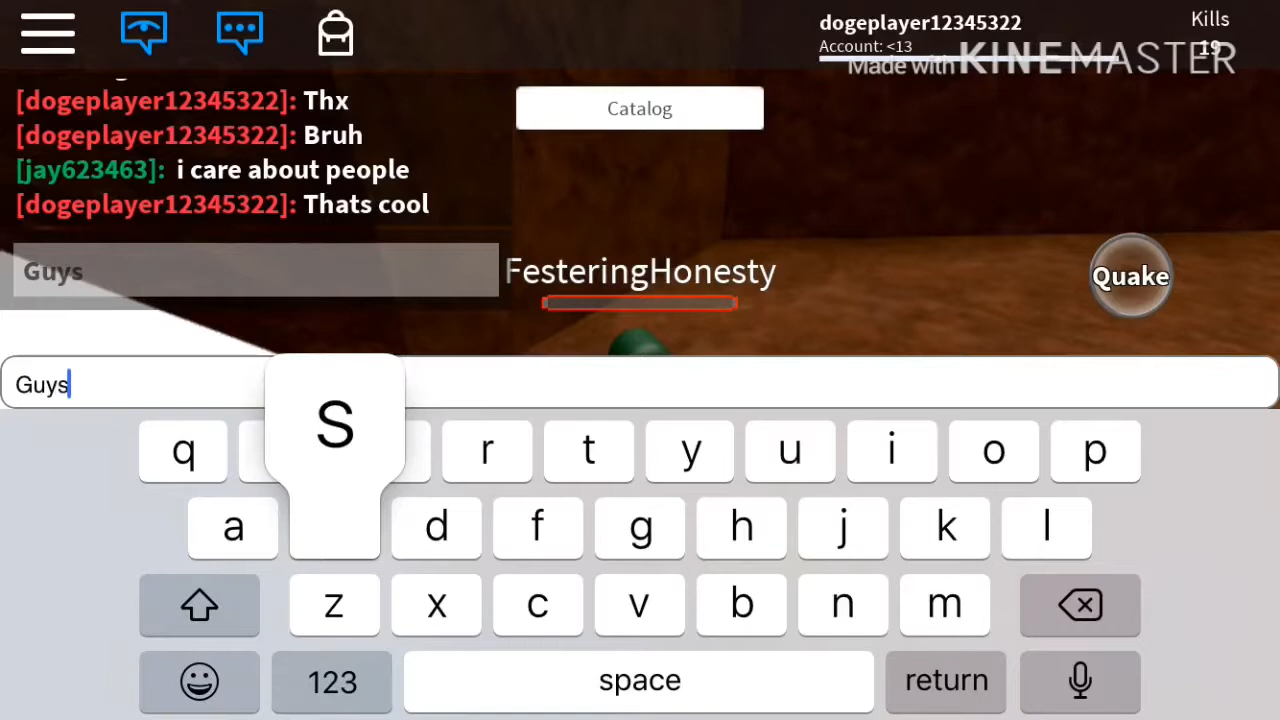 dogeplayer12345322
Account: <13
Kills
19
Made with KINEMASTER
[dogeplayer12345322]: Thx
[dogeplayer12345322]: Bruh
[jay623463]: i care about people
[dogeplayer12345322]: Thats cool
Catalog
Guys
FesteringHonesty
Quake
Guys
S
q r t y u i o p
a d f g h j k l
z x c v b n m
123 space return